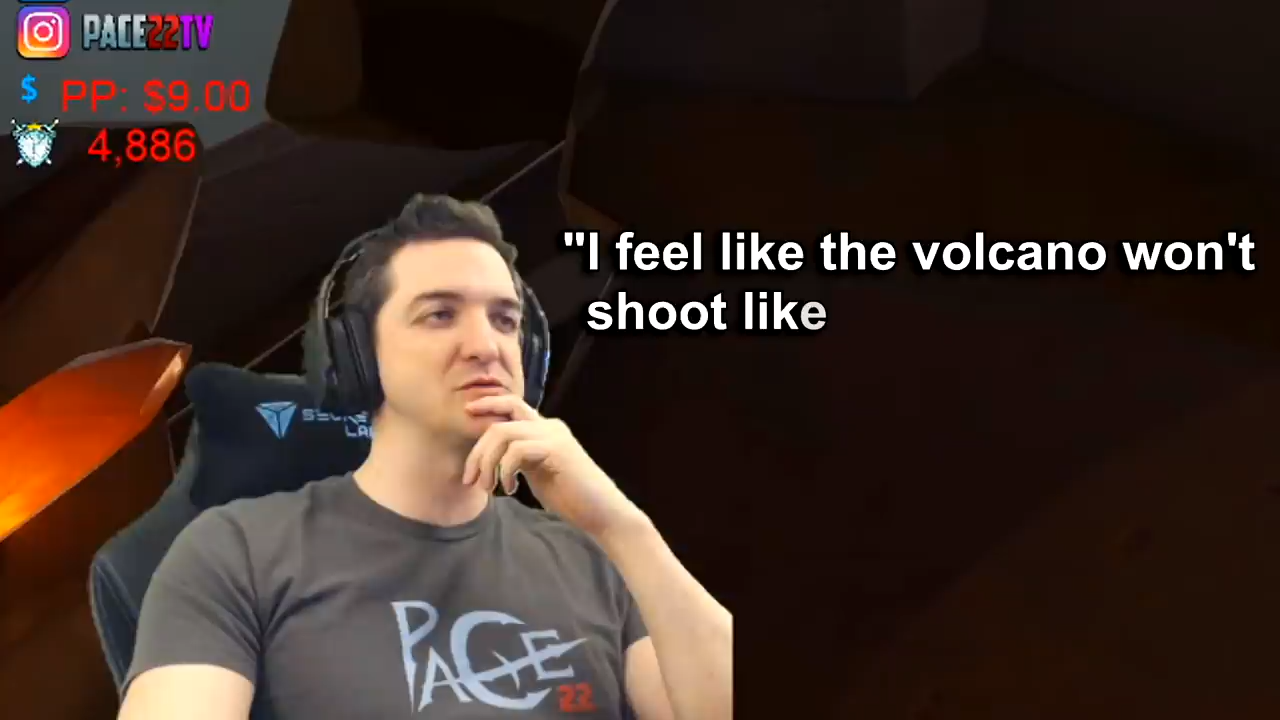 PACE22TV
$ PP: $9.00
4,886
"I feel like the volcano won't
shoot like
PACE
22